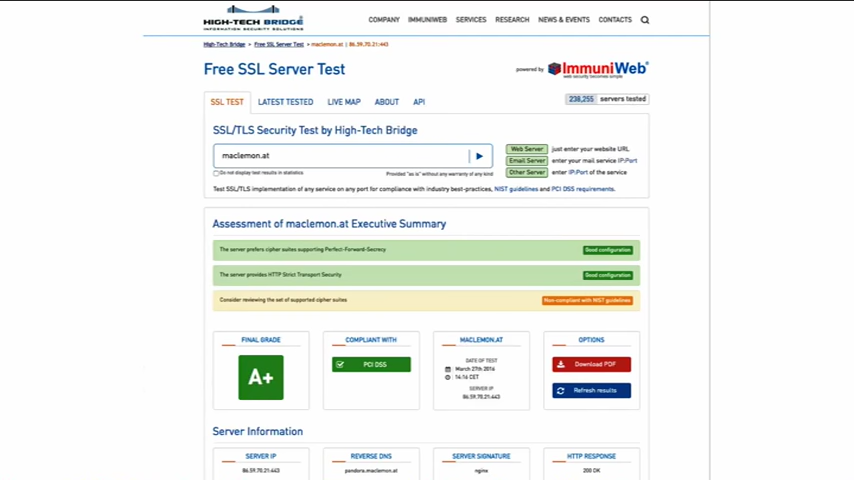 HIGH-TECH BRIDGE®
INFORMATION SECURITY SOLUTIONS
COMPANY IMMUNIWEB SERVICES RESEARCH NEWS & EVENTS CONTACTS
High-Tech Bridge > Free SSL Server Test > maclemon.at | 86.59.70.21:443
Free SSL Server Test
powered by ImmuniWeb®
web security becomes simple
SSL TEST LATEST TESTED LIVE MAP ABOUT API
238,255 servers tested
SSL/TLS Security Test by High-Tech Bridge
maclemon.at
Web Server just enter your website URL
Email Server enter your mail service IP:Port
Other Server enter IP:Port of the service
Do not display test results in statistics
Provided "as is" without any warranty of any kind
Test SSL/TLS implementation of any service on any port for compliance with industry best-practices, NIST guidelines and PCI DSS requirements.
Assessment of maclemon.at Executive Summary
The server prefers cipher suites supporting Perfect-Forward-Secrecy Good configuration
The server provides HTTP Strict Transport Security Good configuration
Consider reviewing the set of supported cipher suites Non-compliant with NIST guidelines
FINAL GRADE COMPLIANT WITH MACLEMON.AT OPTIONS
A+
PCI DSS
DATE OF TEST
March 27th 2016
14:14 CET
SERVER IP
86.59.70.21:443
Download PDF
Refresh results
Server Information
SERVER IP REVERSE DNS SERVER SIGNATURE HTTP RESPONSE
86.59.70.21:443 pandora.maclemon.at nginx 200 OK